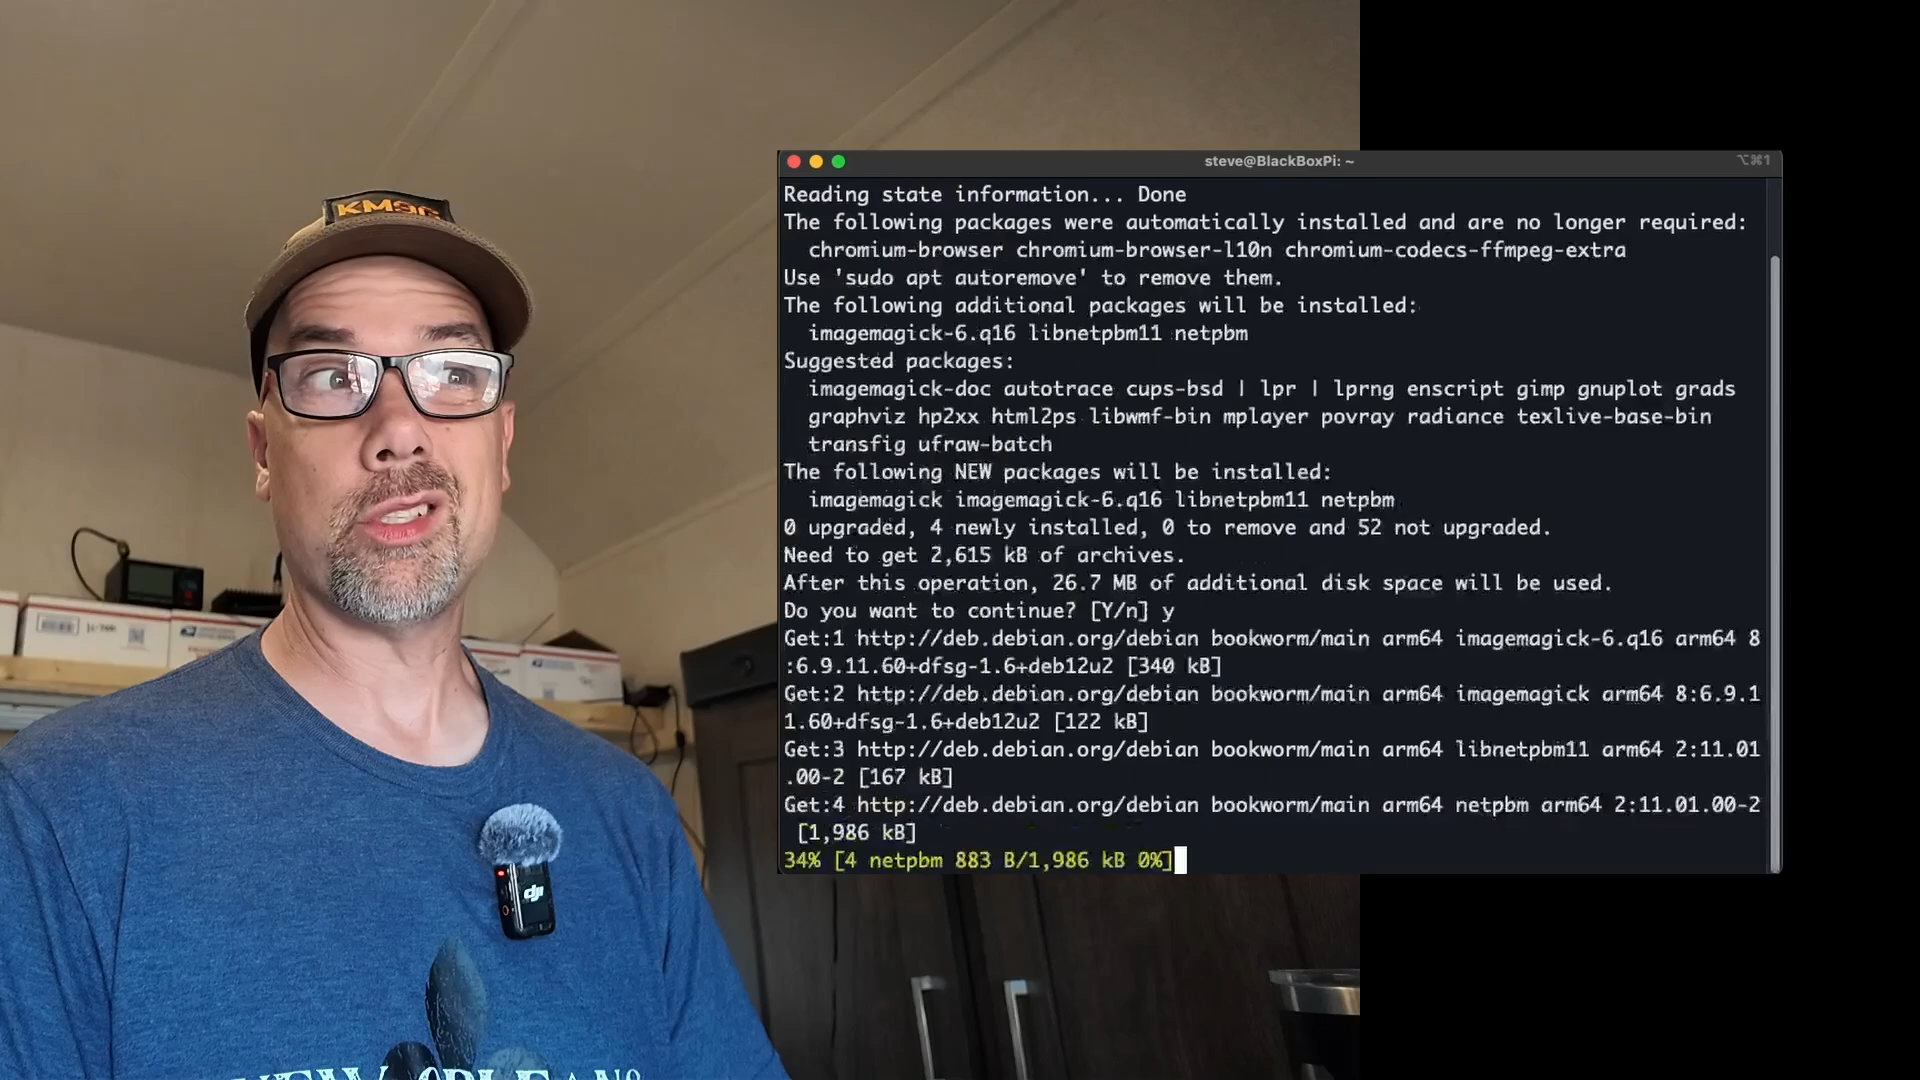 steve@BlackBoxPi: ~
⌥⌘1
Reading state information... Done
The following packages were automatically installed and are no longer required:
chromium-browser chromium-browser-l10n chromium-codecs-ffmpeg-extra
Use 'sudo apt autoremove' to remove them.
The following additional packages will be installed:
imagemagick-6.q16 libnetpbm11 netpbm
Suggested packages:
imagemagick-doc autotrace cups-bsd | lpr | lprng enscript gimp gnuplot grads
graphviz hp2xx html2ps libwmf-bin mplayer povray radiance texlive-base-bin
transfig ufraw-batch
The following NEW packages will be installed:
imagemagick imagemagick-6.q16 libnetpbm11 netpbm
0 upgraded, 4 newly installed, 0 to remove and 52 not upgraded.
Need to get 2,615 kB of archives.
After this operation, 26.7 MB of additional disk space will be used.
Do you want to continue? [Y/n] y
Get:1 http://deb.debian.org/debian bookworm/main arm64 imagemagick-6.q16 arm64 8
:6.9.11.60+dfsg-1.6+deb12u2 [340 kB]
Get:2 http://deb.debian.org/debian bookworm/main arm64 imagemagick arm64 8:6.9.1
1.60+dfsg-1.6+deb12u2 [122 kB]
Get:3 http://deb.debian.org/debian bookworm/main arm64 libnetpbm11 arm64 2:11.01
.00-2 [167 kB]
Get:4 http://deb.debian.org/debian bookworm/main arm64 netpbm arm64 2:11.01.00-2
[1,986 kB]
34% [4 netpbm 883 B/1,986 kB 0%]
dji
NEW ORLEANS